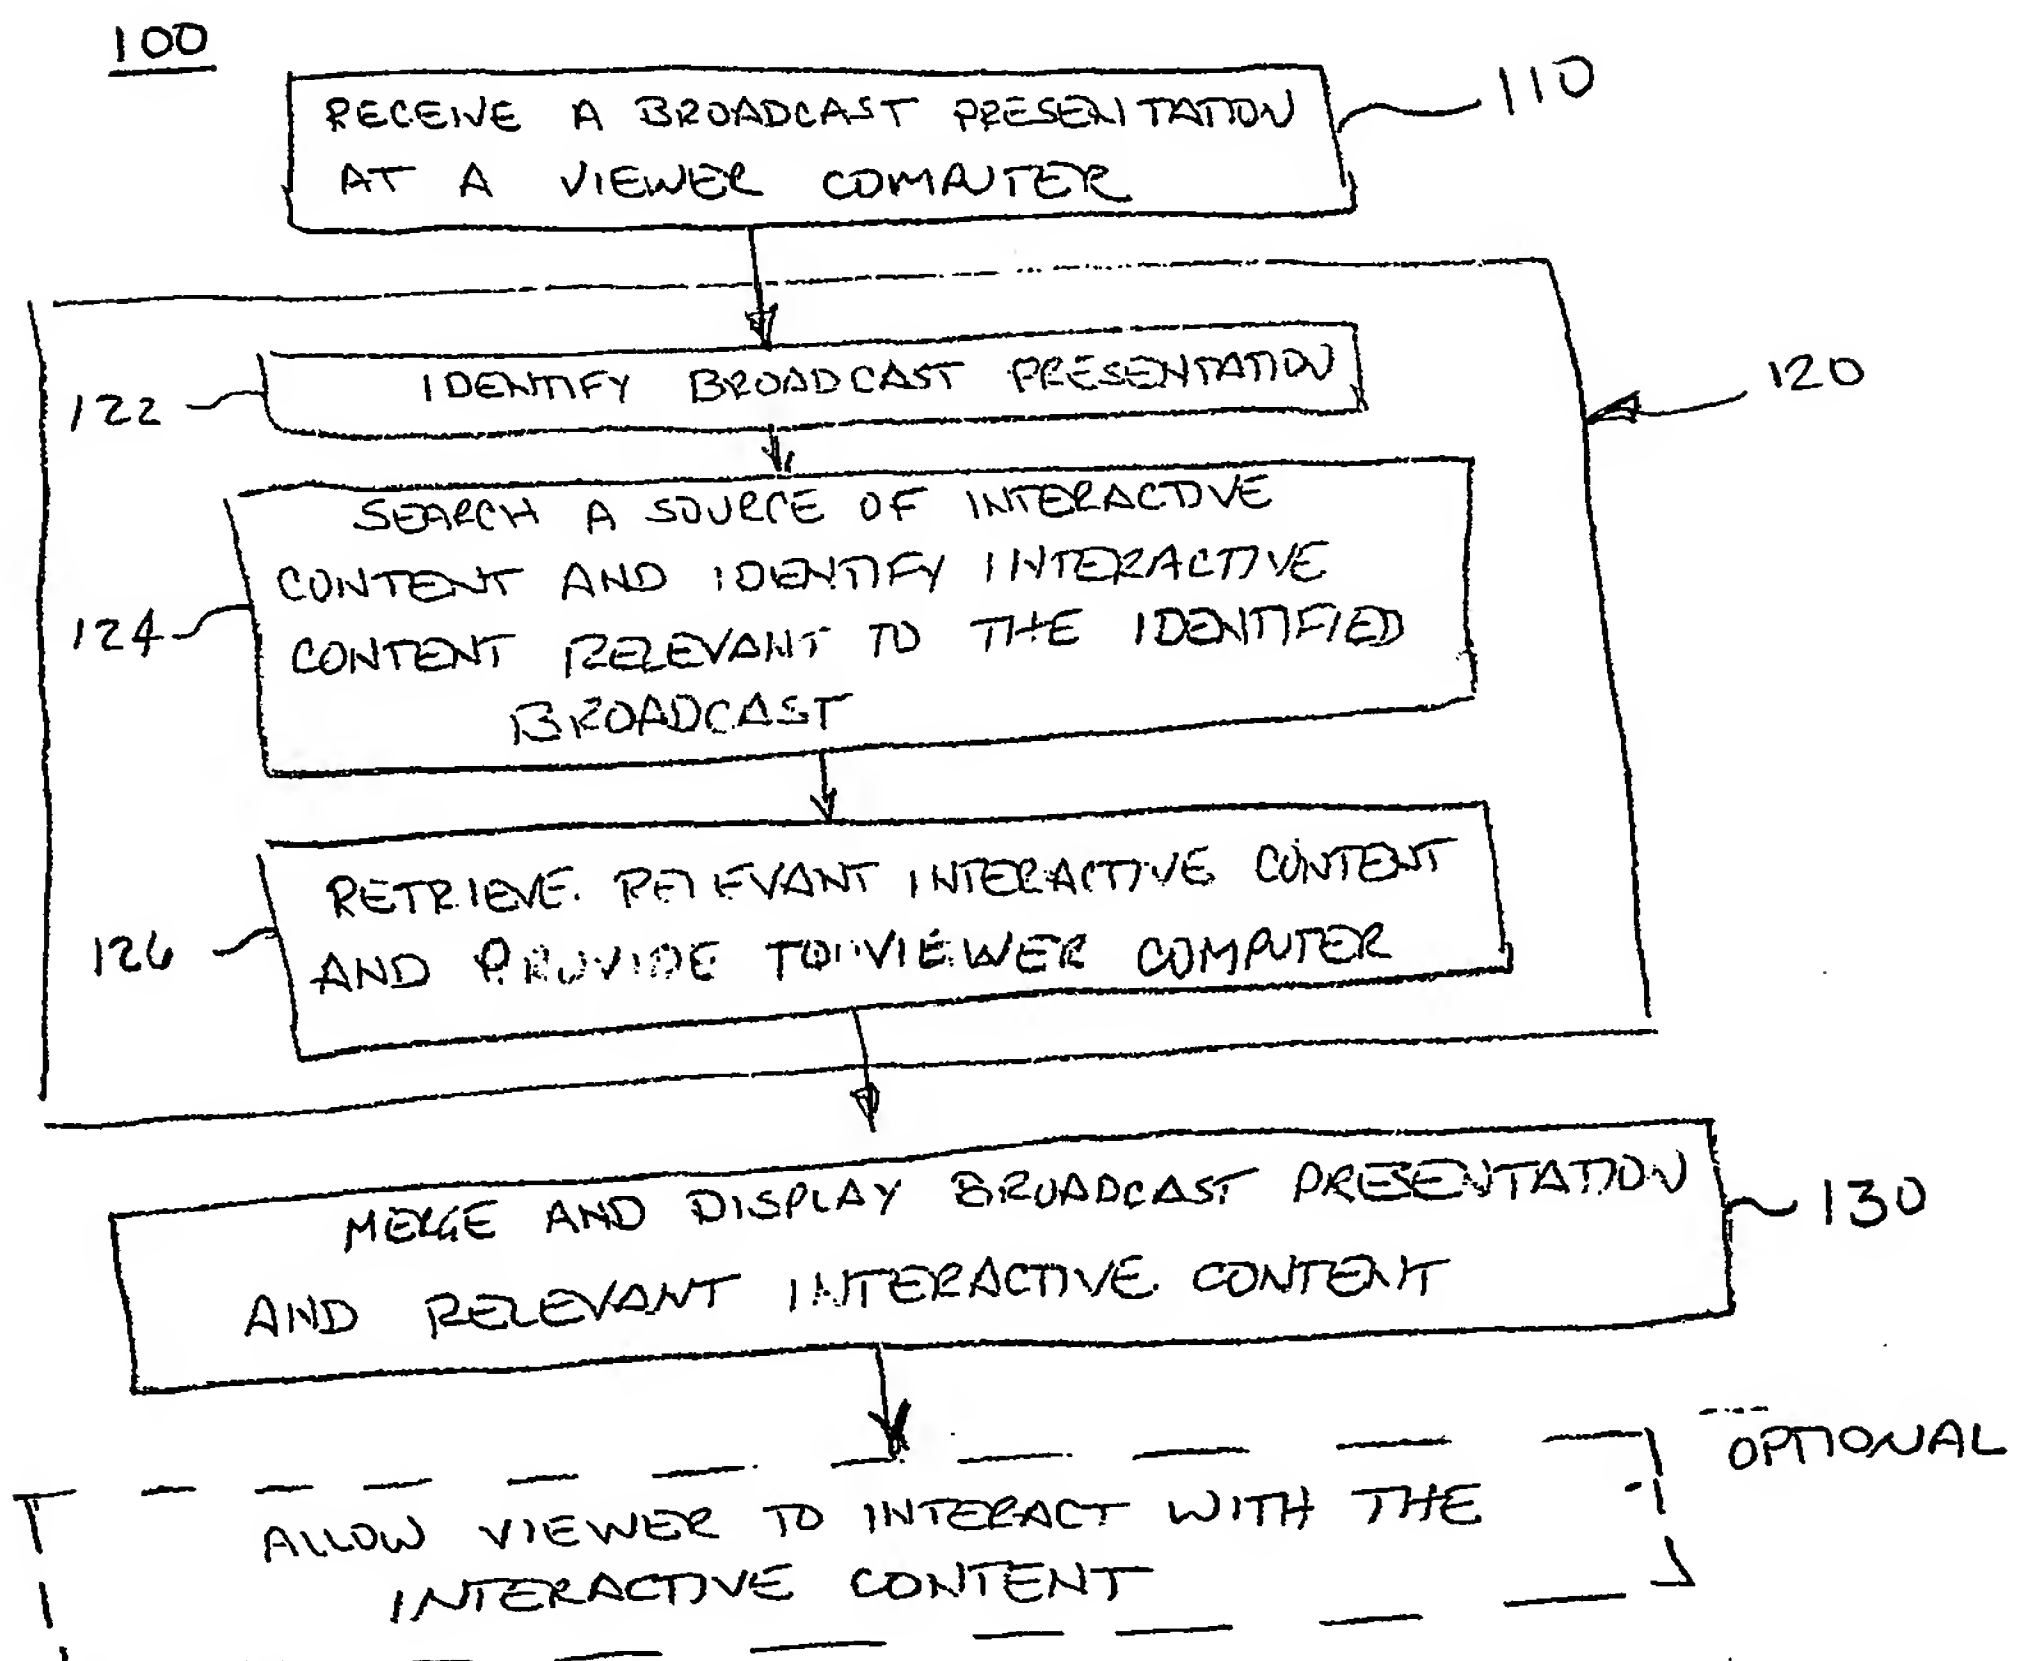 100
RECEIVE A BROADCAST PRESENTATION
AT A VIEWER COMPUTER
110
IDENTIFY BROADCAST PRESENTATION
122
120
SEARCH A SOURCE OF INTERACTIVE
CONTENT AND IDENTIFY INTERACTIVE
CONTENT RELEVANT TO THE IDENTIFIED
BROADCAST
124
RETRIEVE RELEVANT INTERACTIVE CONTENT
AND PROVIDE TO VIEWER COMPUTER
126
MERGE AND DISPLAY BROADCAST PRESENTATION
AND RELEVANT INTERACTIVE CONTENT
130
OPTIONAL
ALLOW VIEWER TO INTERACT WITH THE
INTERACTIVE CONTENT